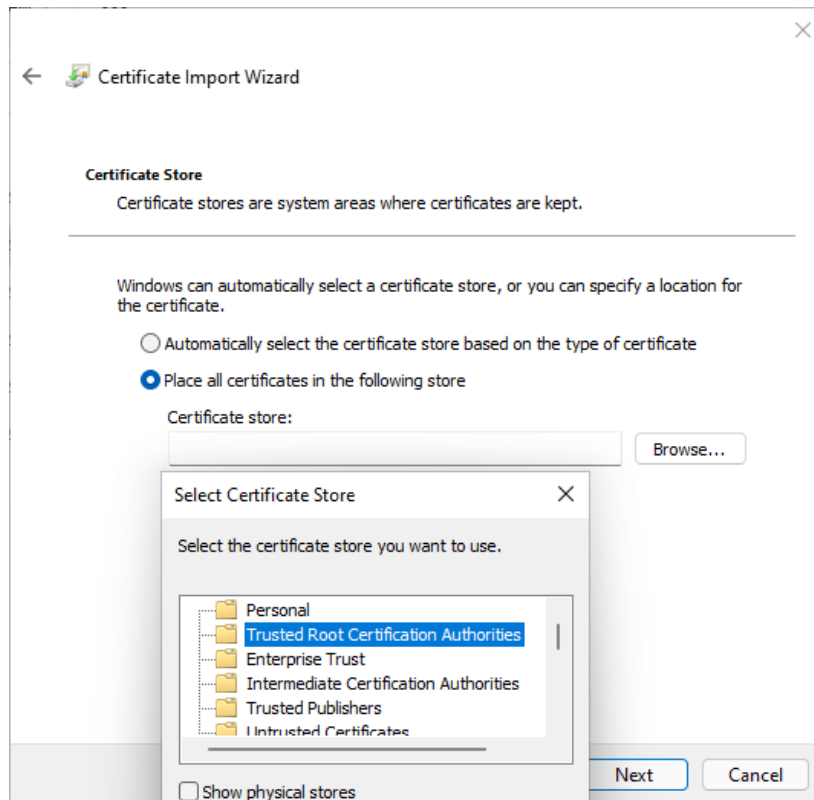 Certificate Import Wizard
Certificate Store
Certificate stores are system areas where certificates are kept.
Windows can automatically select a certificate store, or you can specify a location for
the certificate.
Automatically select the certificate store based on the type of certificate
Place all certificates in the following store
Certificate store:
Browse...
Select Certificate Store
Select the certificate store you want to use.
Personal
Trusted Root Certification Authorities
Enterprise Trust
Intermediate Certification Authorities
Trusted Publishers
Untrusted Certificates
Show physical stores
Next
Cancel